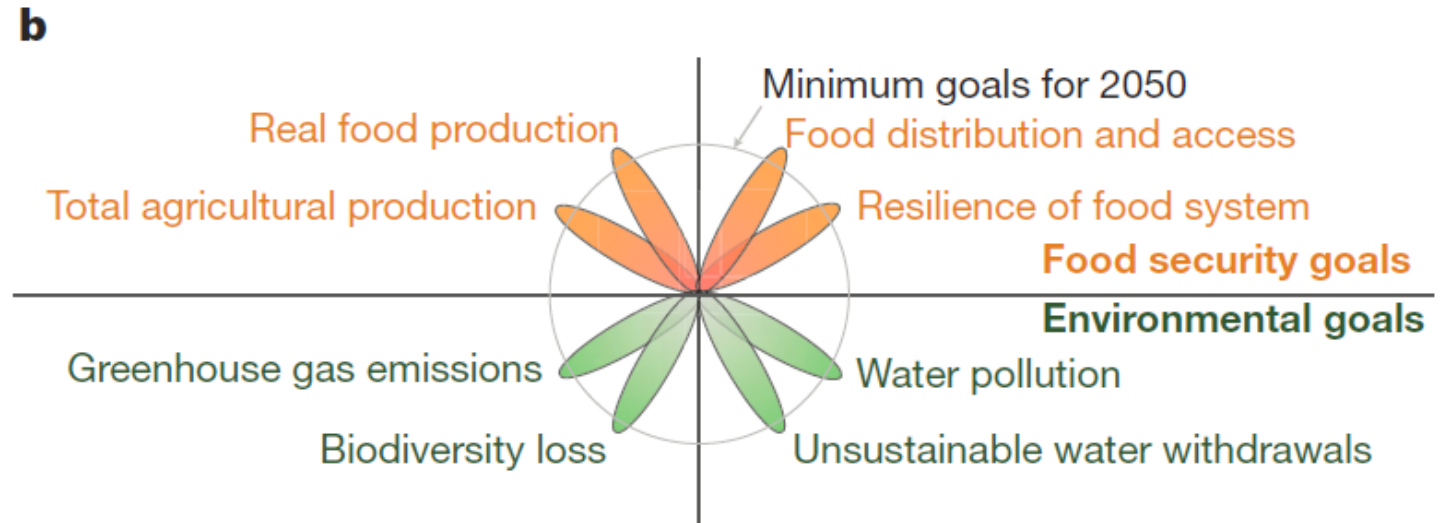 b
Minimum goals for 2050
Real food production
Food distribution and access
Total agricultural production
Resilience of food system
Food security goals
Environmental goals
Greenhouse gas emissions
Water pollution
Biodiversity loss
Unsustainable water withdrawals